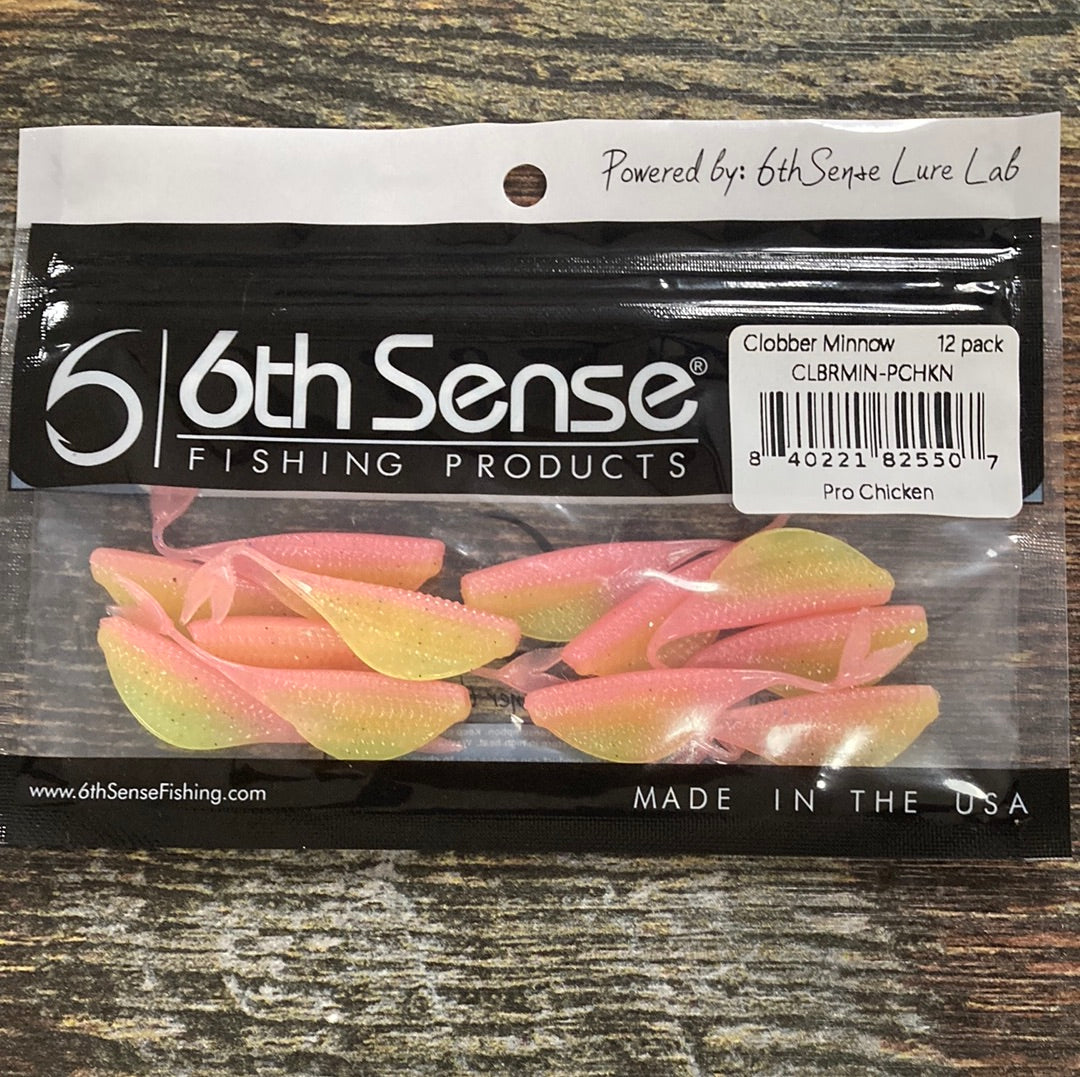 Powered by: 6thSense Lure Lab
6th Sense®
FISHING PRODUCTS
Clobber Minnow 12 pack
CLBRMIN-PCHKN
8 40221 82550 7
Pro Chicken
www.6thSenseFishing.com
MADE IN THE USA